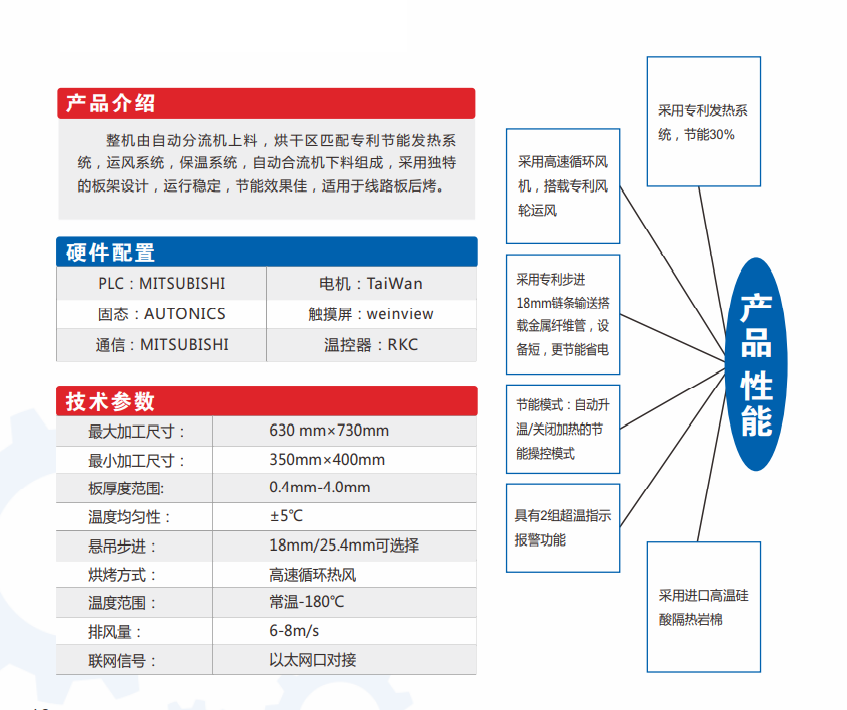 产品介绍
整机由自动分流机上料，烘干区匹配专利节能发热系
统，运风系统，保温系统，自动合流机下料组成，采用独特
的板架设计，运行稳定，节能效果佳，适用于线路板后烤。
硬件配置
PLC：MITSUBISHI
电机：TaiWan
固态：AUTONICS
触摸屏：weinview
通信：MITSUBISHI
温控器：RKC
技术参数
最大加工尺寸： 630 mm×730mm
最小加工尺寸： 350mm×400mm
板厚度范围: 0.4mm-4.0mm
温度均匀性： ±5℃
悬吊步进： 18mm/25.4mm可选择
烘烤方式： 高速循环热风
温度范围： 常温-180℃
排风量： 6-8m/s
联网信号： 以太网口对接
采用专利发热系
统，节能30%
采用高速循环风
机，搭载专利风
轮运风
采用专利步进
18mm链条输送搭
载金属纤维管，设
备短，更节能省电
节能模式：自动升
温/关闭加热的节
能操控模式
具有2组超温指示
报警功能
采用进口高温硅
酸隔热岩棉
产品性能